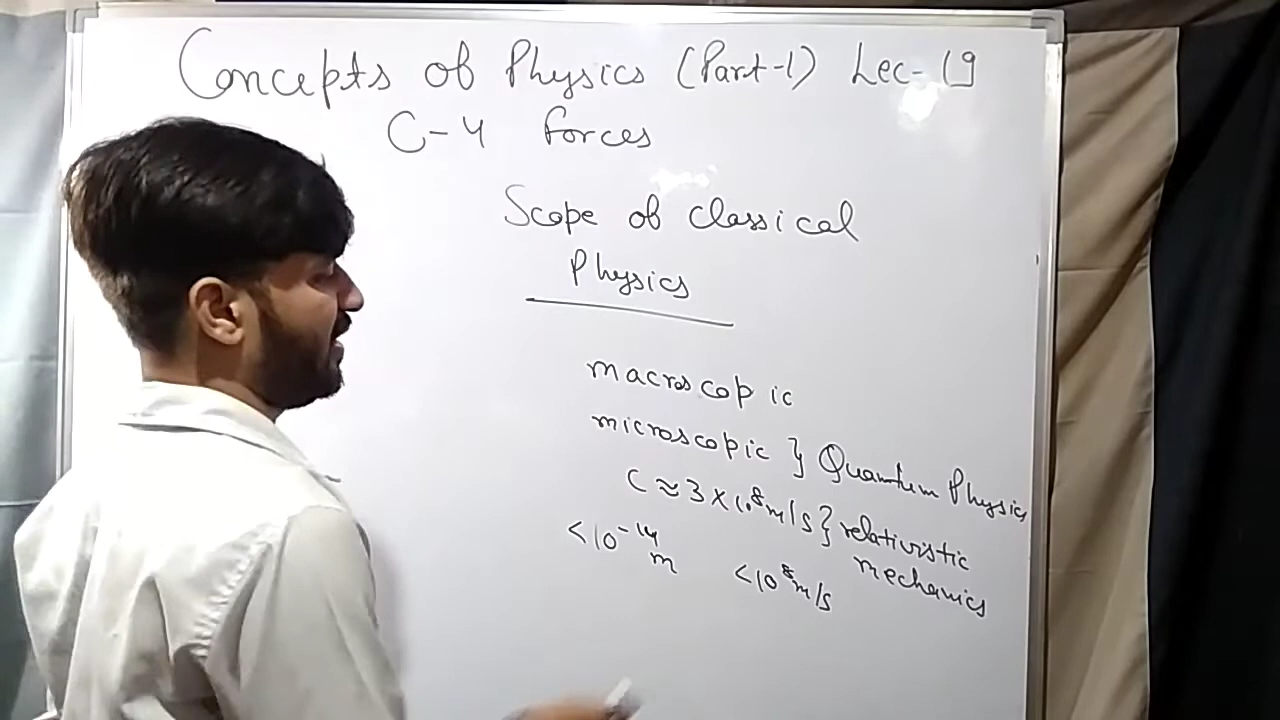 Concepts of Physics (Part-1) Lec-19
C-4 forces
Scope of Classical
Physics
macroscopic
microscopic } Quantum Physics
C ≈ 3 × 10⁸ m/s } relativistic
mechanics
<10⁻¹⁴ m <10⁸ m/s